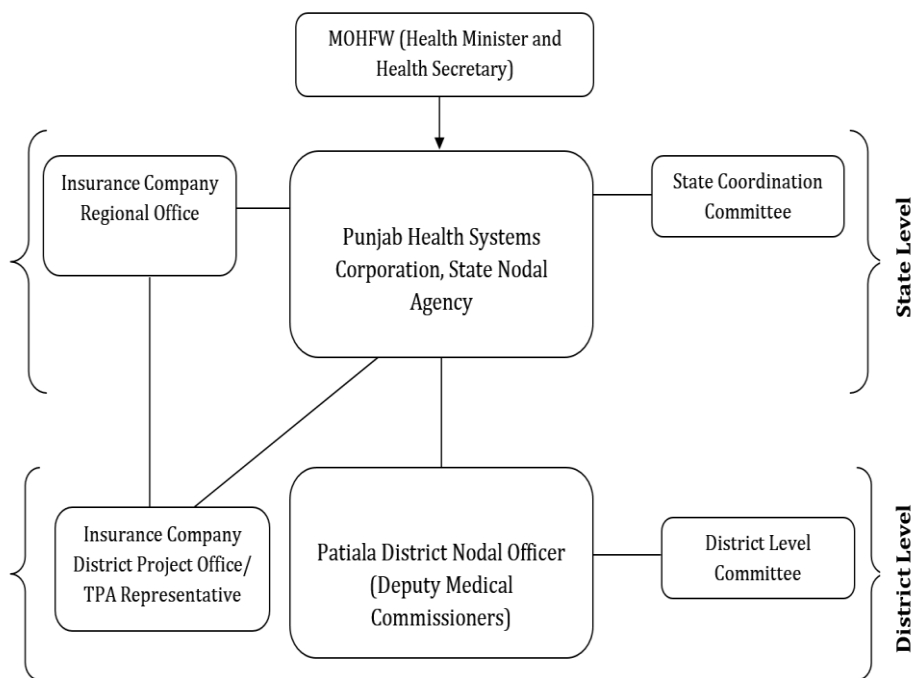 MOHFW (Health Minister and
Health Secretary)
Insurance Company
Regional Office
Punjab Health Systems
Corporation, State Nodal
Agency
State Coordination
Committee
State Level
Insurance Company
District Project Office/
TPA Representative
Patiala District Nodal Officer
(Deputy Medical
Commissioners)
District Level
Committee
District Level